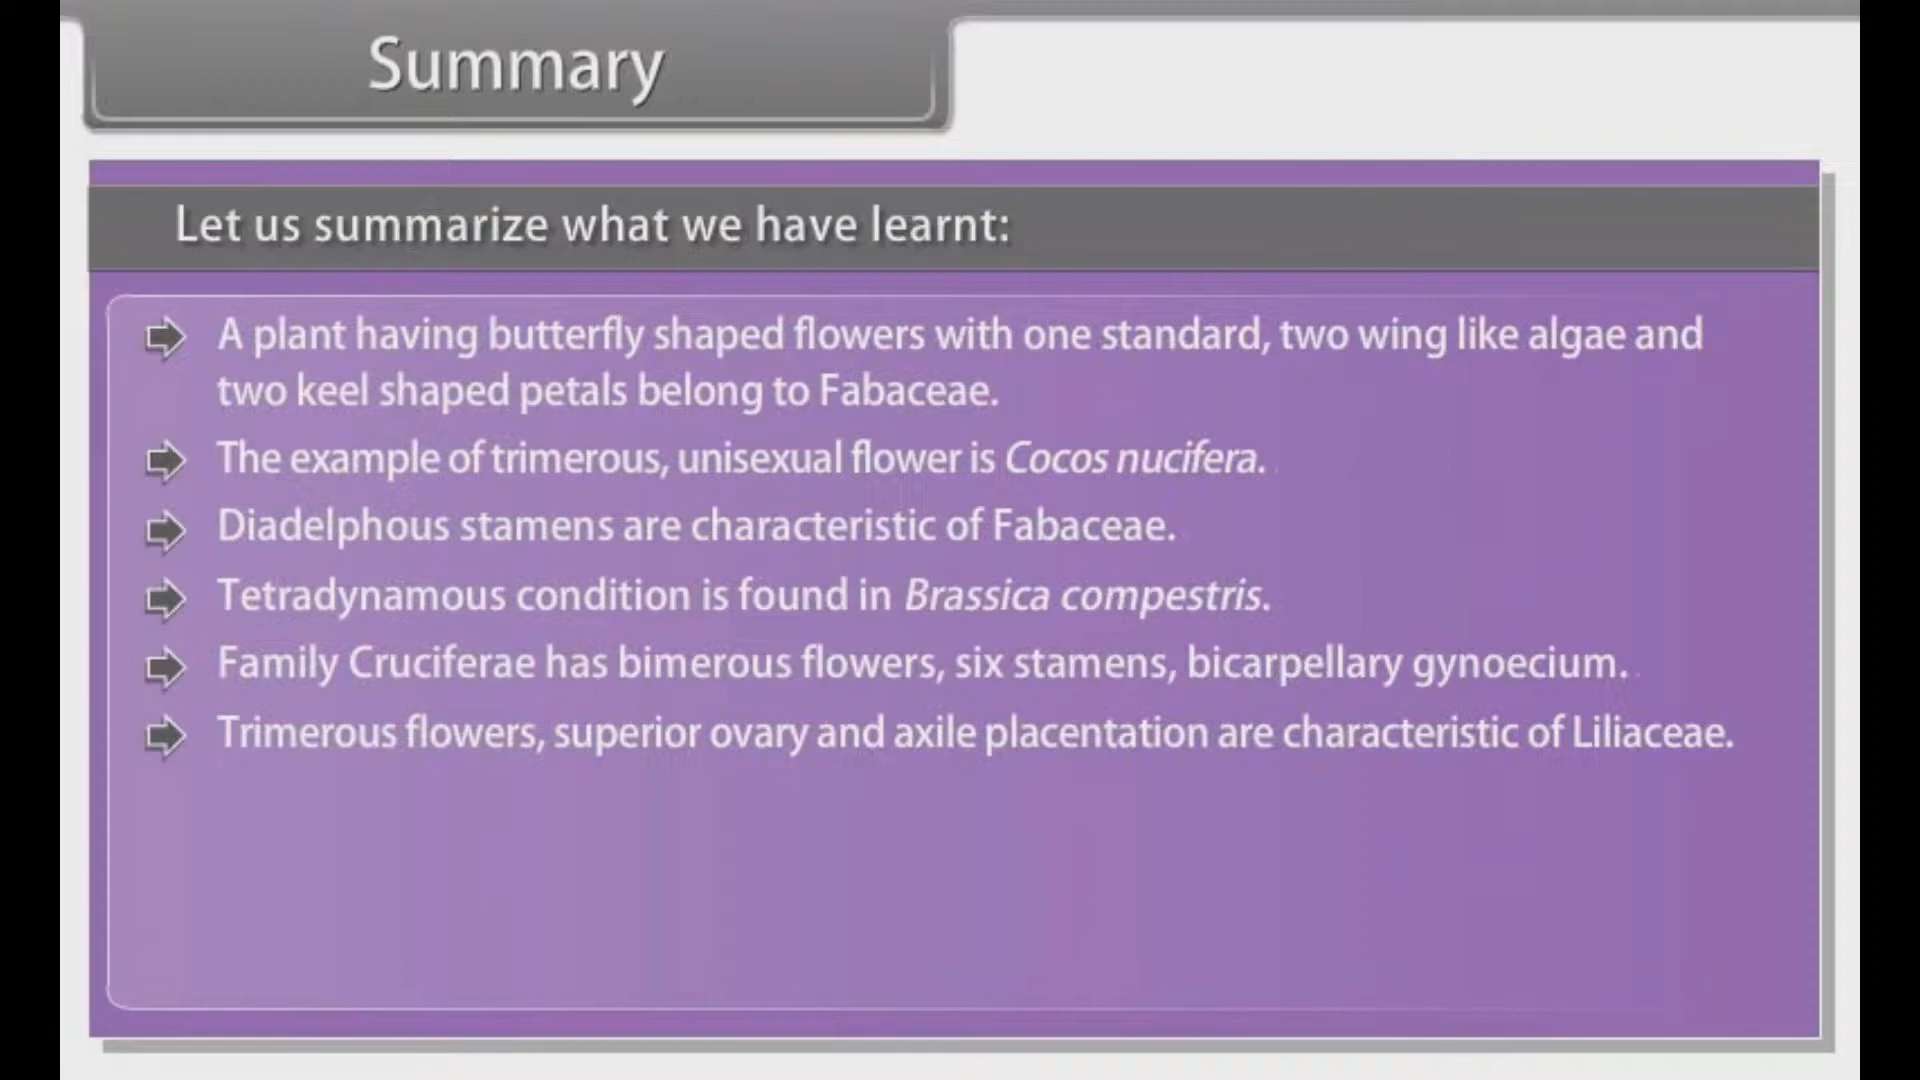 Summary
Let us summarize what we have learnt:
A plant having butterfly shaped flowers with one standard, two wing like algae and
two keel shaped petals belong to Fabaceae.
The example of trimerous, unisexual flower is Cocos nucifera.
Diadelphous stamens are characteristic of Fabaceae.
Tetradynamous condition is found in Brassica compestris.
Family Cruciferae has bimerous flowers, six stamens, bicarpellary gynoecium.
Trimerous flowers, superior ovary and axile placentation are characteristic of Liliaceae.